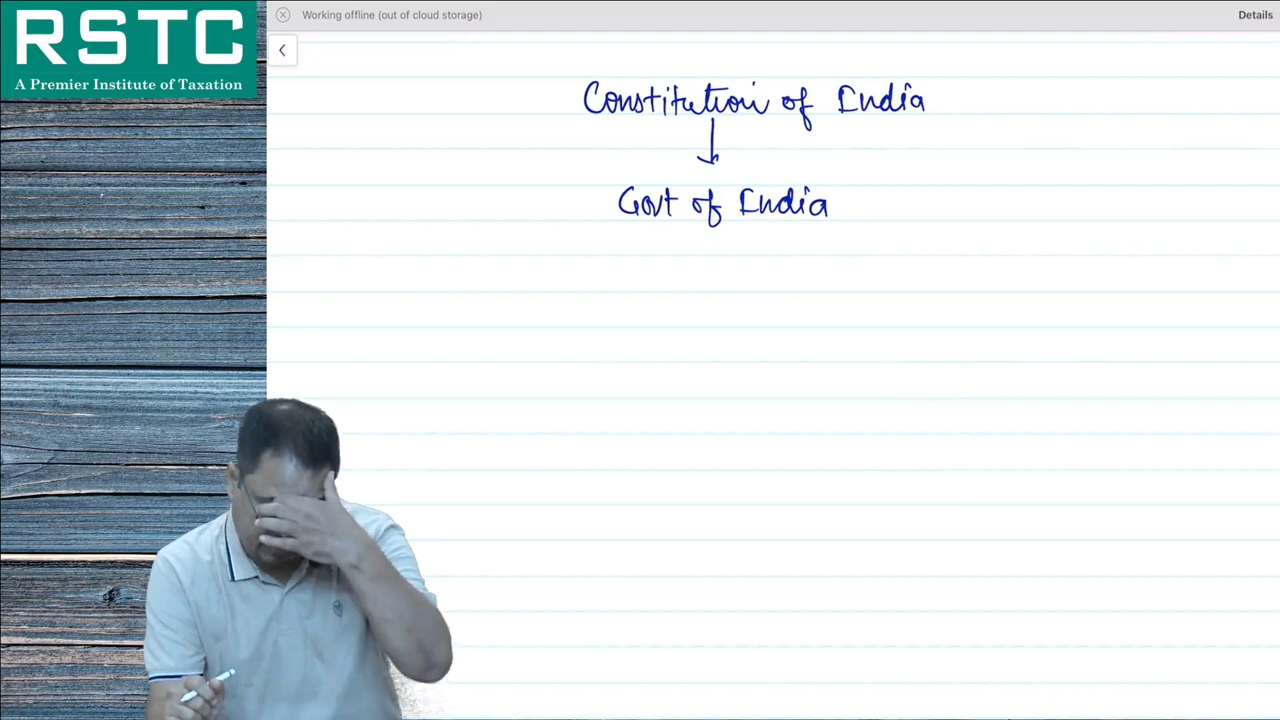 RSTC
A Premier Institute of Taxation
Working offline (out of cloud storage)
Details
Constitution of India
Govt of India